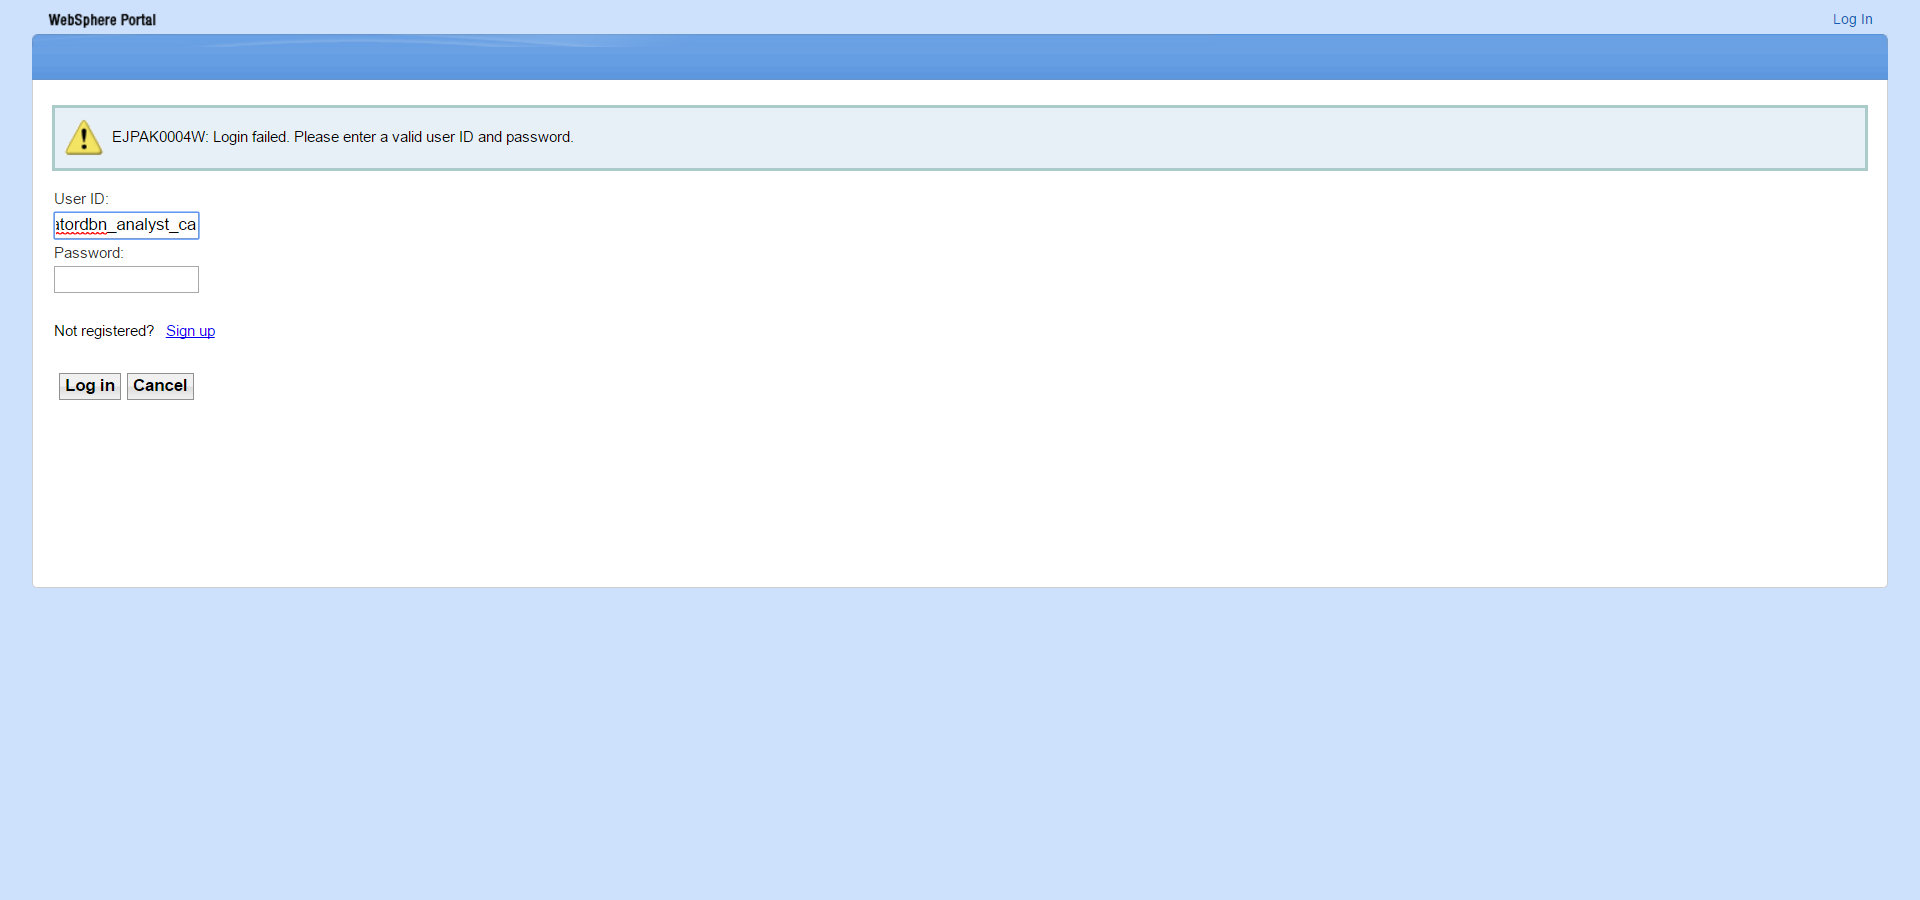 WebSphere Portal
Log In
EJPAK0004W: Login failed. Please enter a valid user ID and password.
User ID:
atordbn_analyst_ca
Password:
Not registered? Sign up
Log in Cancel